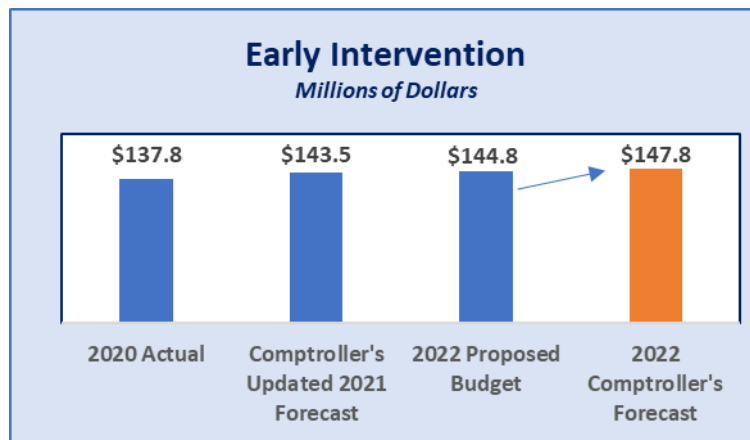 Early Intervention
Millions of Dollars
$137.8
$143.5
$144.8
$147.8
2020 Actual
Comptroller's
Updated 2021
Forecast
2022 Proposed
Budget
2022
Comptroller's
Forecast